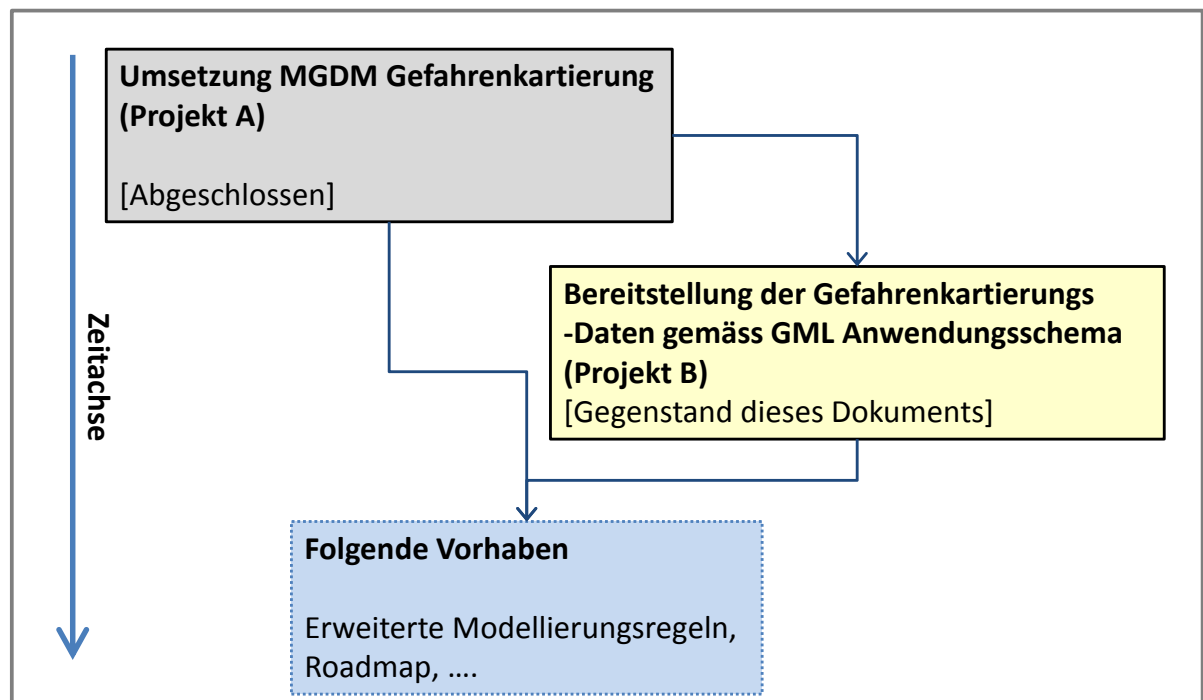 Umsetzung MGDM Gefahrenkartierung
(Projekt A)
[Abgeschlossen]
Zeitachse
Bereitstellung der Gefahrenkartierungs
-Daten gemäss GML Anwendungsschema
(Projekt B)
[Gegenstand dieses Dokuments]
Folgende Vorhaben
Erweiterte Modellierungsregeln,
Roadmap, ….